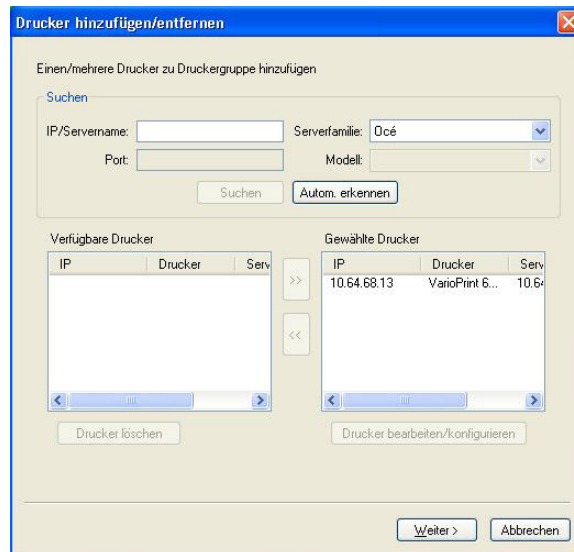 Drucker hinzufügen/entfernen
Einen/mehrere Drucker zu Druckergruppe hinzufügen
Suchen
IP/Servername: Serverfamilie: Océ
Port: Modell:
Suchen Autom. erkennen
Verfügbare Drucker Gewählte Drucker
IP Drucker Serv IP Drucker Serv
>> 10.64.68.13 VarioPrint 6... 10.64
<<
Drucker löschen Drucker bearbeiten/konfigurieren
Weiter > Abbrechen